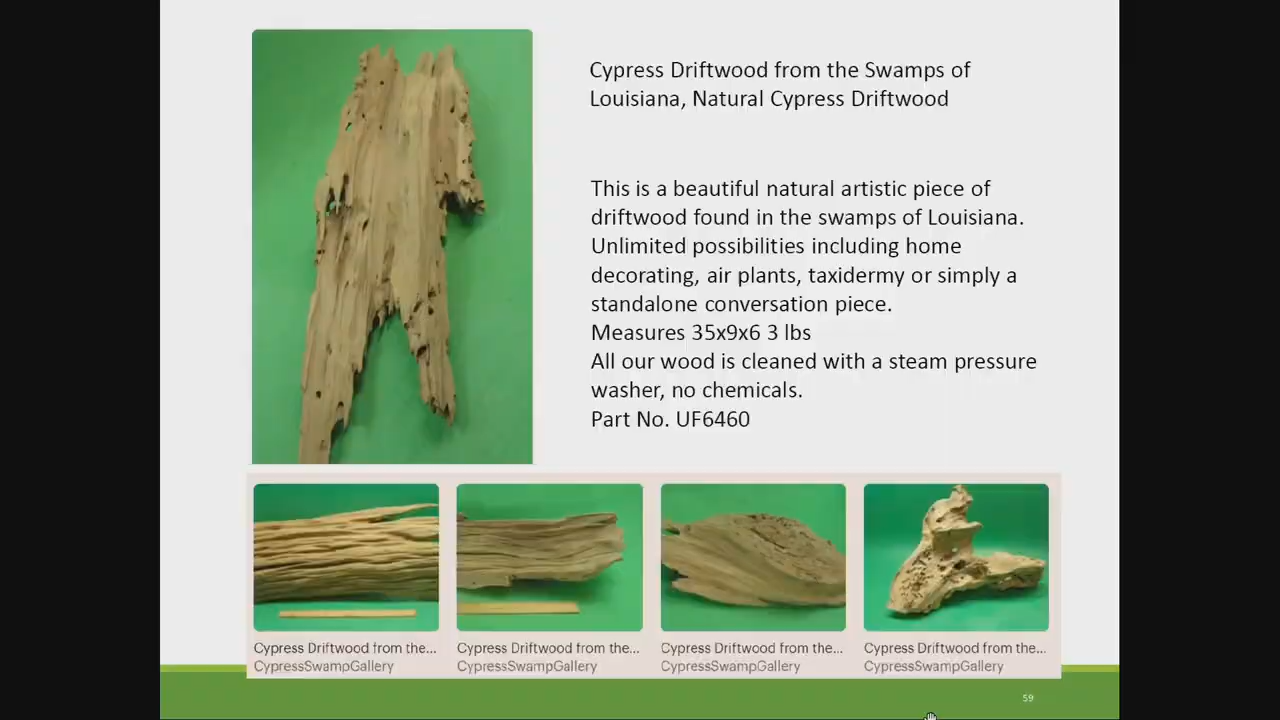 Cypress Driftwood from the Swamps of
Louisiana, Natural Cypress Driftwood
This is a beautiful natural artistic piece of
driftwood found in the swamps of Louisiana.
Unlimited possibilities including home
decorating, air plants, taxidermy or simply a
standalone conversation piece.
Measures 35x9x6 3 lbs
All our wood is cleaned with a steam pressure
washer, no chemicals.
Part No. UF6460
Cypress Driftwood from the...
CypressSwampGallery
Cypress Driftwood from the...
CypressSwampGallery
Cypress Driftwood from the...
CypressSwampGallery
Cypress Driftwood from the...
CypressSwampGallery
59